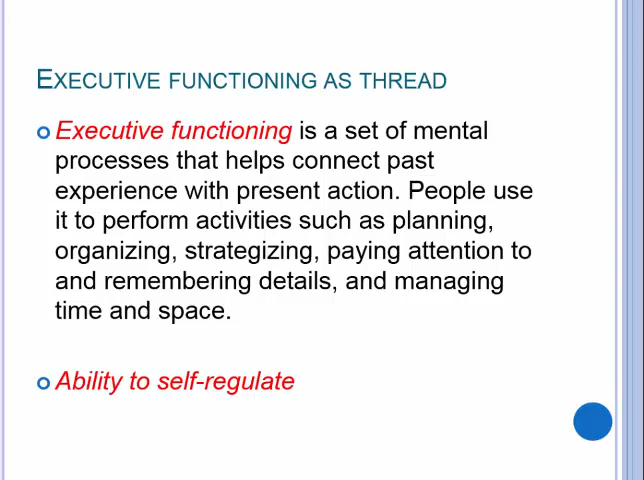 EXECUTIVE FUNCTIONING AS THREAD
Executive functioning is a set of mental
processes that helps connect past
experience with present action. People use
it to perform activities such as planning,
organizing, strategizing, paying attention to
and remembering details, and managing
time and space.
Ability to self-regulate